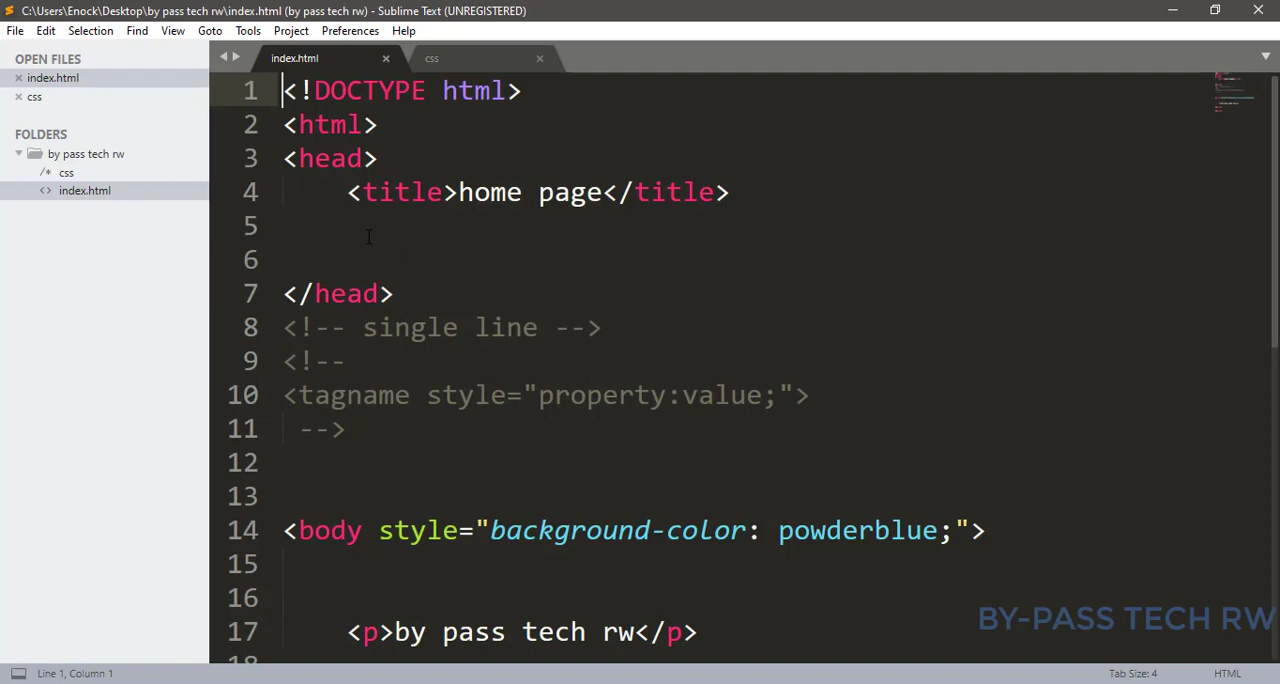 C:\Users\Enock\Desktop\by pass tech rw\index.html (by pass tech rw) - Sublime Text (UNREGISTERED)
File Edit Selection Find View Goto Tools Project Preferences Help
OPEN FILES
index.html
css
FOLDERS
by pass tech rw
/* css
<> index.html
index.html css
1 <!DOCTYPE html>
2 <html>
3 <head>
4 <title>home page</title>
5
6
7 </head>
8 <!-- single line -->
9 <!--
10 <tagname style="property:value;">
11 -->
12
13
14 <body style="background-color: powderblue;">
15
16
17 <p>by pass tech rw</p>
18
BY-PASS TECH RW
Line 1, Column 1
Tab Size: 4
HTML